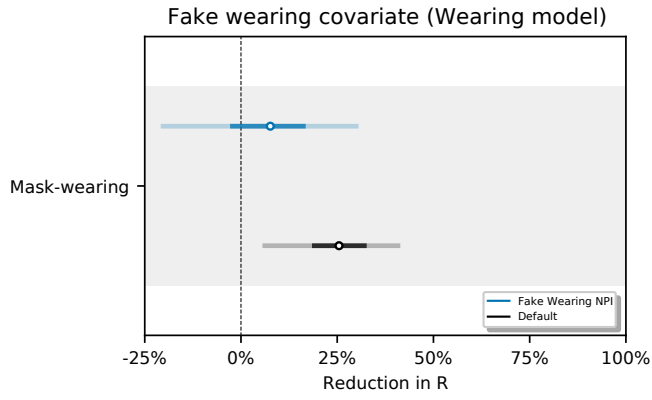 Fake wearing covariate (Wearing model)
Mask-wearing
Fake Wearing NPI
Default
-25% 0% 25% 50% 75% 100%
Reduction in R